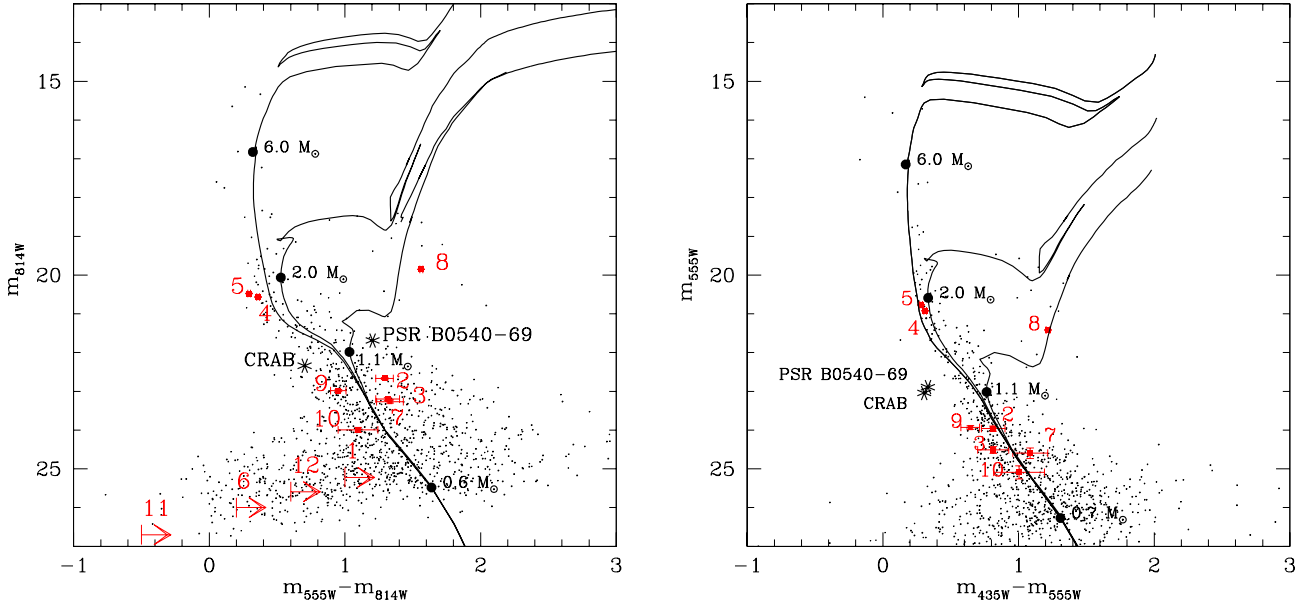 15
20
25
m₈₁₄W
-1
0
1
2
3
m₅₅₅W−m₈₁₄W
6.0 M⊙
2.0 M⊙
8
5
4
PSR B0540-69
CRAB
1.1 M⊙
2
9
3
7
10
1
12
6
0.6 M⊙
11
15
20
25
m₅₅₅W
-1
0
1
2
3
m₄₃₅W−m₅₅₅W
6.0 M⊙
2.0 M⊙
5
4
8
PSR B0540-69
CRAB
1.1 M⊙
9
2
3
7
10
0.7 M⊙